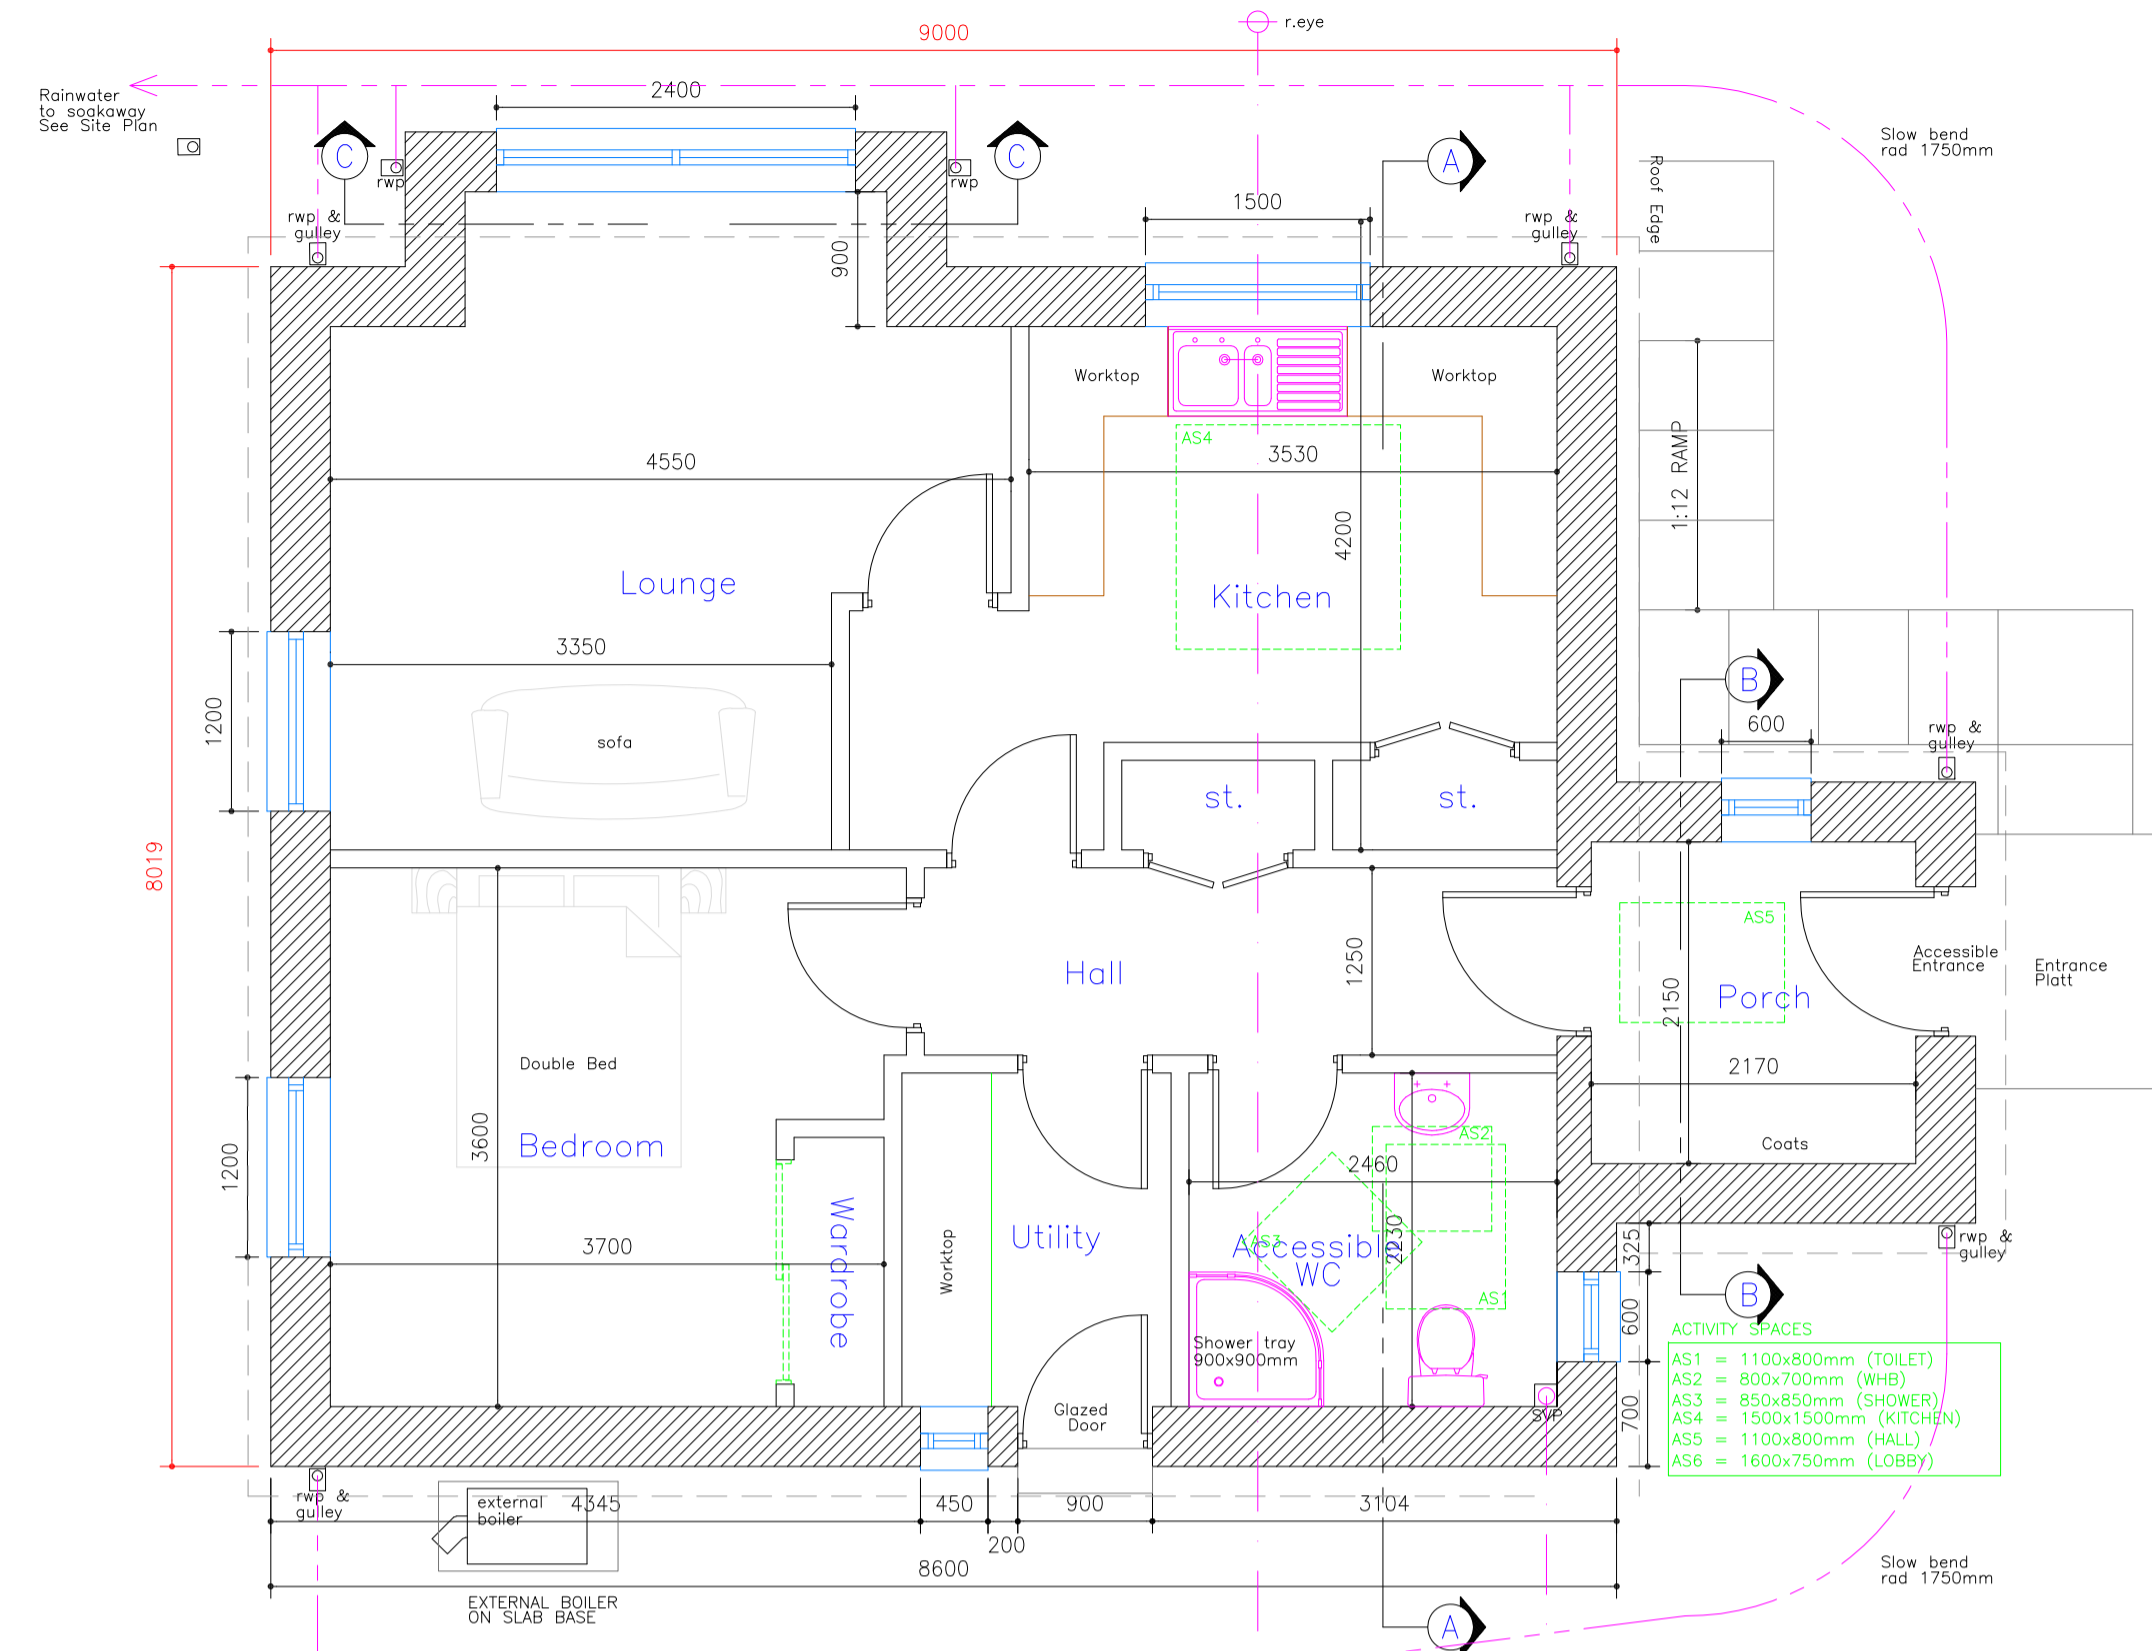 r.eye
9000
Rainwater
to soakaway
See Site Plan
2400
Slow bend
rad 1750mm
C
C
A
Roof Edge
rwp
rwp
1500
rwp &
gulley
rwp &
gulley
900
Worktop
Worktop
AS4
4550
3530
1:12 RAMP
4200
Lounge
Kitchen
3350
B
1200
sofa
600
rwp &
gulley
st.
st.
8019
AS5
1250
Accessible
Entrance
Entrance
Platt
Hall
2150
Porch
Double Bed
2170
3600
Bedroom
AS2
Coats
1200
2460
Wardrobe
Worktop
Utility
AS3
Accessible
WC
2230
325
rwp &
gulley
3700
AS1
B
600
Shower tray
900x900mm
ACTIVITY SPACES
AS1 = 1100x800mm (TOILET)
AS2 = 800x700mm (WHB)
AS3 = 850x850mm (SHOWER)
AS4 = 1500x1500mm (KITCHEN)
AS5 = 1100x800mm (HALL)
AS6 = 1600x750mm (LOBBY)
Glazed
Door
SVP
700
rwp &
gulley
external
boiler
4345
450
900
3104
200
8600
Slow bend
rad 1750mm
EXTERNAL BOILER
ON SLAB BASE
A